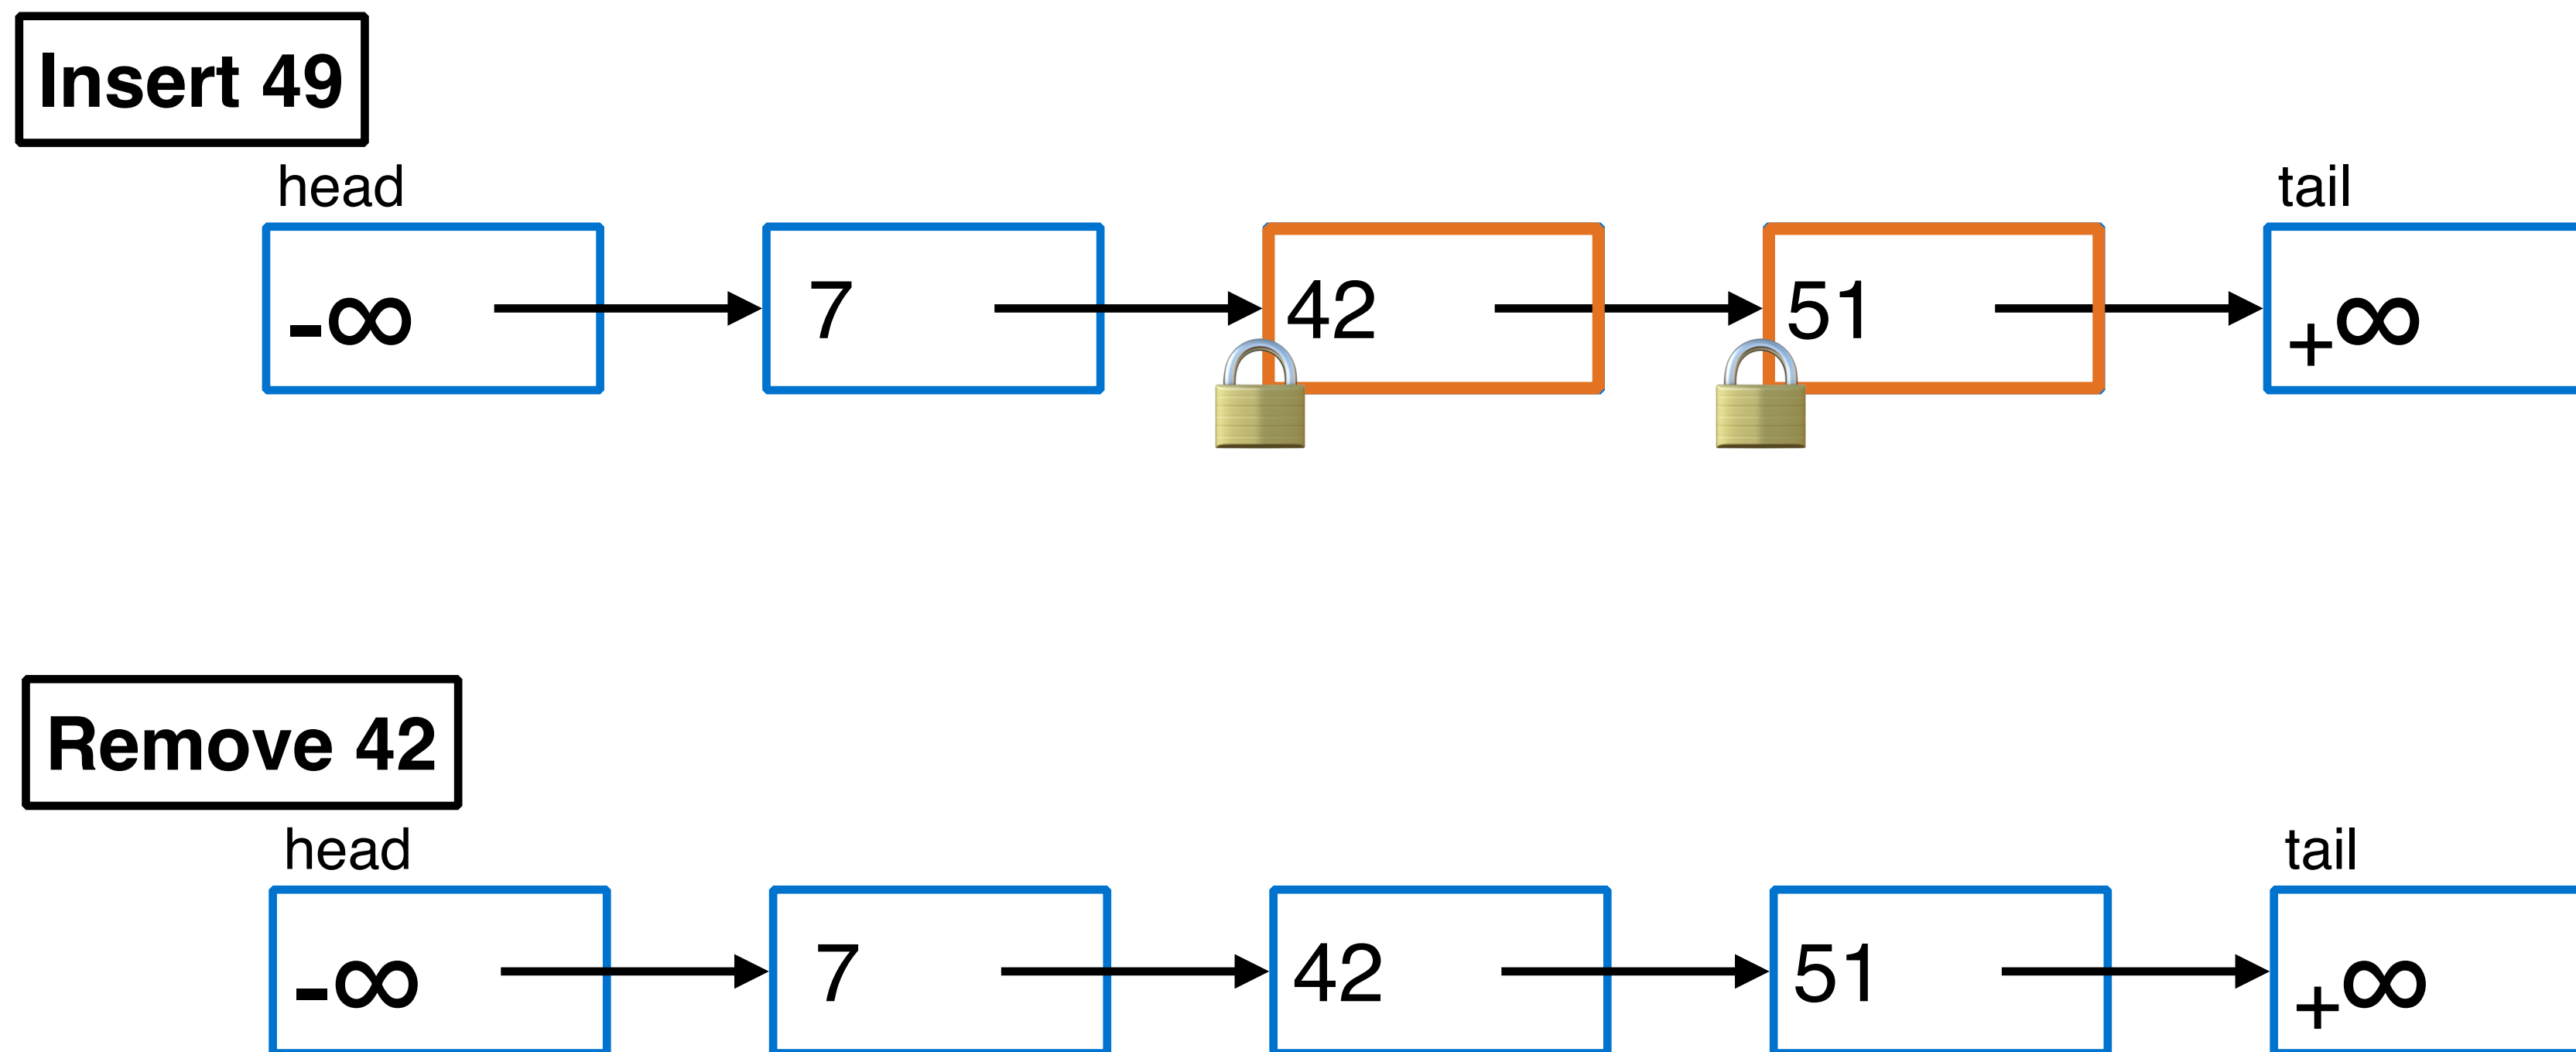 Insert 49
head tail
-∞ 7 42 51 +∞
Remove 42
head tail
-∞ 7 42 51 +∞